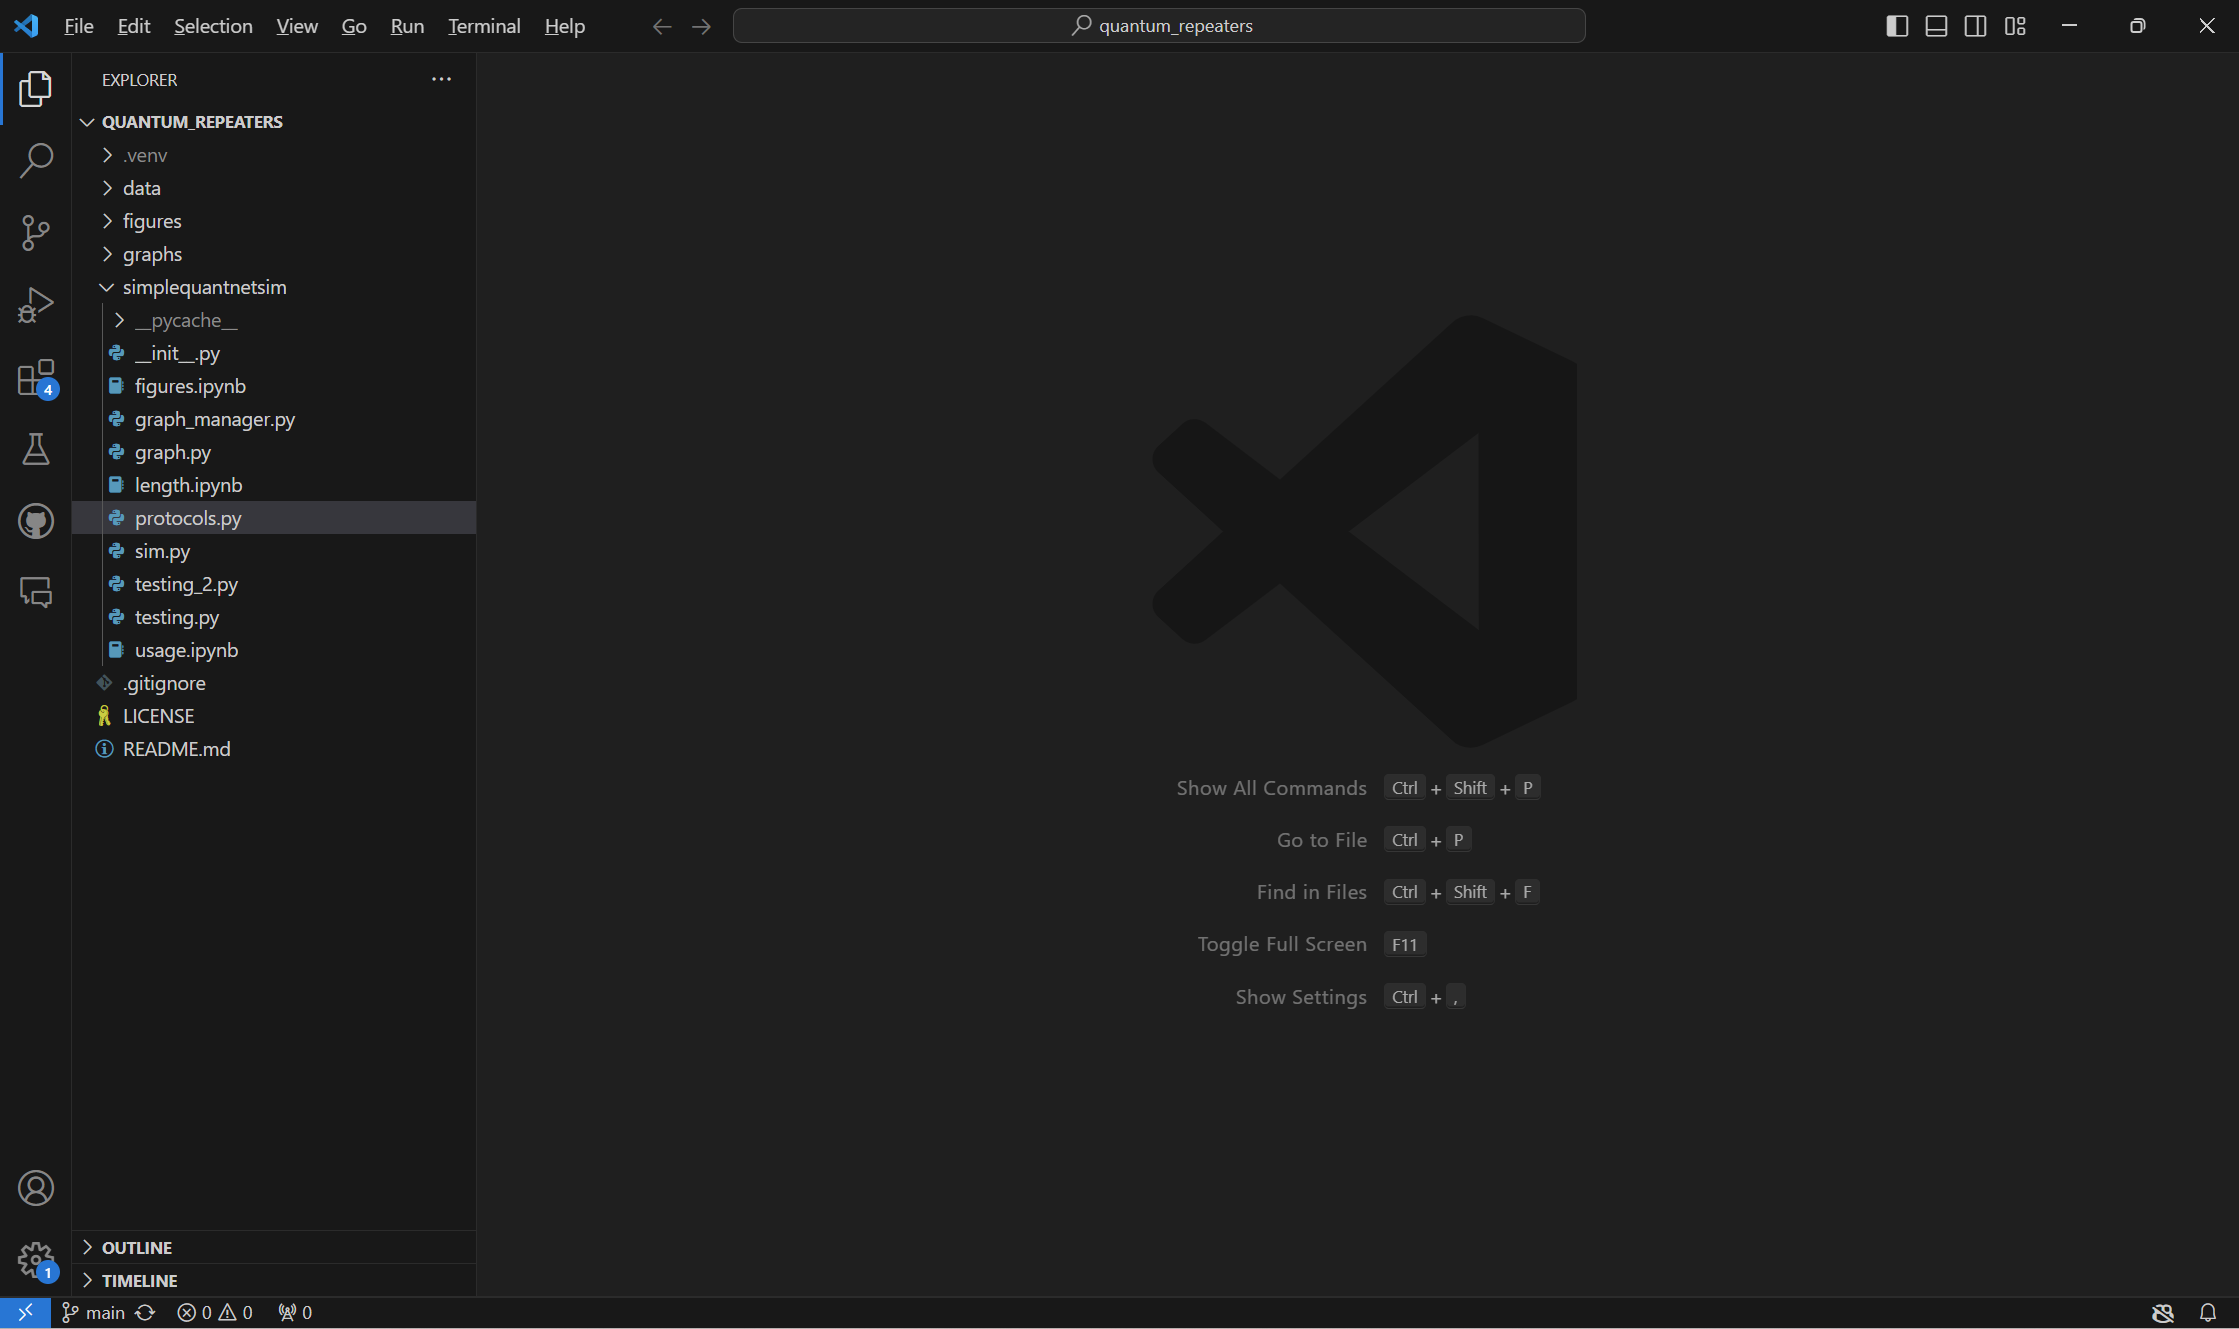 File Edit Selection View Go Run Terminal Help
quantum_repeaters
EXPLORER
QUANTUM_REPEATERS
.venv
data
figures
graphs
simplequantnetsim
__pycache__
__init__.py
figures.ipynb
graph_manager.py
graph.py
length.ipynb
protocols.py
sim.py
testing_2.py
testing.py
usage.ipynb
.gitignore
LICENSE
README.md
4
Show All Commands Ctrl + Shift + P
Go to File Ctrl + P
Find in Files Ctrl + Shift + F
Toggle Full Screen F11
Show Settings Ctrl + ,
OUTLINE
1
TIMELINE
main 0 0 0